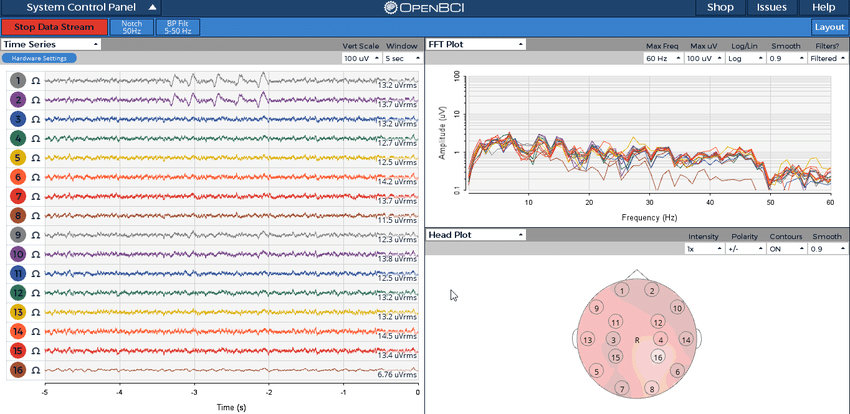 System Control Panel
OPENBCI
Shop Issues Help
Stop Data Stream
Notch
50Hz
BP Filt
5-50 Hz
Layout
Time Series
Vert Scale Window
Hardware Settings
100 uV 5 sec
1 Ω 13.2 uVrms
2 Ω 13.7 uVrms
3 Ω 13.2 uVrms
4 Ω 12.7 uVrms
5 Ω 12.5 uVrms
6 Ω 14.2 uVrms
7 Ω 13.7 uVrms
8 Ω 11.5 uVrms
9 Ω 12.3 uVrms
10 Ω 13.8 uVrms
11 Ω 12.5 uVrms
12 Ω 13.2 uVrms
13 Ω 13.2 uVrms
14 Ω 14.5 uVrms
15 Ω 13.4 uVrms
16 Ω 6.76 uVrms
-5 -4 -3 -2 -1 0
Time (s)
FFT Plot
Max Freq Max uV Log/Lin Smooth Filters?
60 Hz 100 uV Log 0.9 Filtered
100
10
1
0.1
Amplitude (uV)
10 20 30 40 50 60
Frequency (Hz)
Head Plot
Intensity Polarity Contours Smooth
1x +/- ON 0.9
1 2
9 10
11 12
13 3 R 4 14
15 16
5 6
7 8